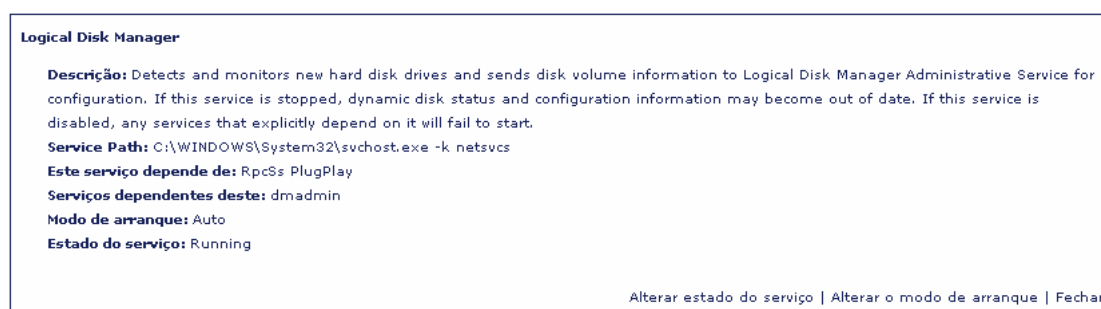 Logical Disk Manager
Descrição: Detects and monitors new hard disk drives and sends disk volume information to Logical Disk Manager Administrative Service for
configuration. If this service is stopped, dynamic disk status and configuration information may become out of date. If this service is
disabled, any services that explicitly depend on it will fail to start.
Service Path: C:\WINDOWS\System32\svchost.exe -k netsvcs
Este serviço depende de: RpcSs PlugPlay
Serviços dependentes deste: dmadmin
Modo de arranque: Auto
Estado do serviço: Running
Alterar estado do serviço | Alterar o modo de arranque | Fechar